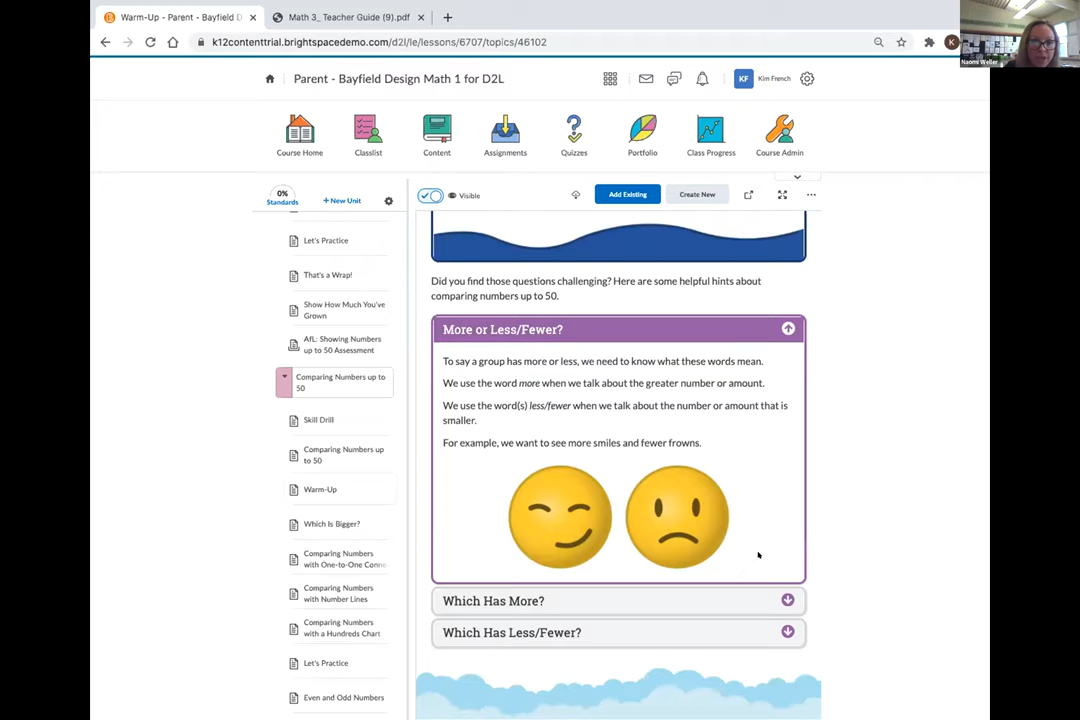 Warm-Up - Parent - Bayfield D
Math 3_ Teacher Guide (9).pdf
k12contenttrial.brightspacedemo.com/d2l/le/lessons/6707/topics/46102
K
Naomi Weller
Parent - Bayfield Design Math 1 for D2L
KF
Kim French
Course Home
Classlist
Content
Assignments
Quizzes
Portfolio
Class Progress
Course Admin
0%
Standards
+ New Unit
Visible
Add Existing
Create New
Let's Practice
That's a Wrap!
Show How Much You've
Grown
AfL: Showing Numbers
up to 50 Assessment
Comparing Numbers up to
50
Skill Drill
Comparing Numbers up
to 50
Warm-Up
Which Is Bigger?
Comparing Numbers
with One-to-One Conne
Comparing Numbers
with Number Lines
Comparing Numbers
with a Hundreds Chart
Let's Practice
Even and Odd Numbers
Did you find those questions challenging? Here are some helpful hints about
comparing numbers up to 50.
More or Less/Fewer?
To say a group has more or less, we need to know what these words mean.
We use the word more when we talk about the greater number or amount.
We use the word(s) less/fewer when we talk about the number or amount that is
smaller.
For example, we want to see more smiles and fewer frowns.
Which Has More?
Which Has Less/Fewer?